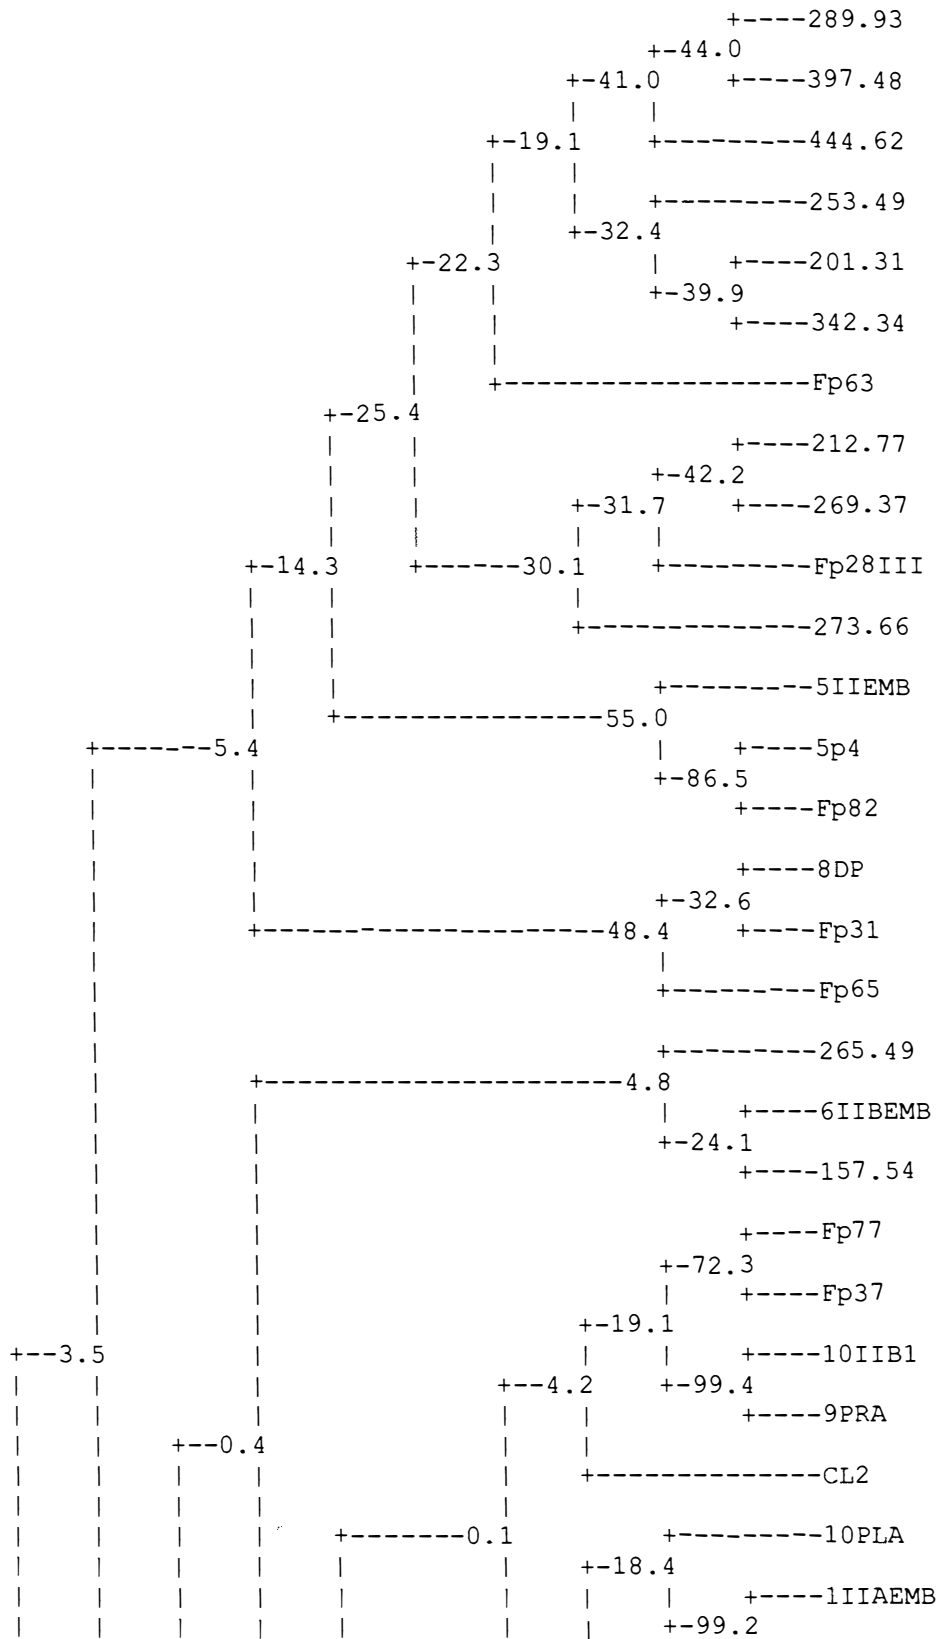 +----289.93
+-44.0
+-41.0 +----397.48
| |
+-19.1 +---------444.62
| |
| | +---------253.49
| +-32.4
+-22.3 | +----201.31
| | +-39.9
| | +----342.34
| |
| +-------------------Fp63
+-25.4
| | +----212.77
| | +-42.2
| | +-31.7 +----269.37
| | | |
+-14.3 +------30.1 +---------Fp28III
| | |
| | +--------------273.66
| |
| | +---------5IIEMB
| +----------------55.0
+-------5.4 | +----5p4
| | +-86.5
| | +----Fp82
| |
| | +----8DP
| | +-32.6
| +---------------------48.4 +----Fp31
| |
| +---------Fp65
|
| +---------265.49
| +----------------------4.8
| | | +----6IIBEMB
| | +-24.1
| | +----157.54
| |
| | +----Fp77
| | +-72.3
| | | +----Fp37
| | +-19.1
+--3.5 | | | +----10IIB1
| | | +--4.2 +-99.4
| | | | | +----9PRA
| | +--0.4 | |
| | | | | +--------------CL2
| | | | |
| | | | +-------0.1 +---------10PLA
| | | | | | +-18.4
| | | | | | | | +----1IIAEMB
| | | | | | | +-99.2